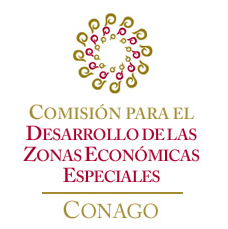 COMISIÓN PARA EL
DESARROLLO DE LAS
ZONAS ECONÓMICAS
ESPECIALES
CONAGO